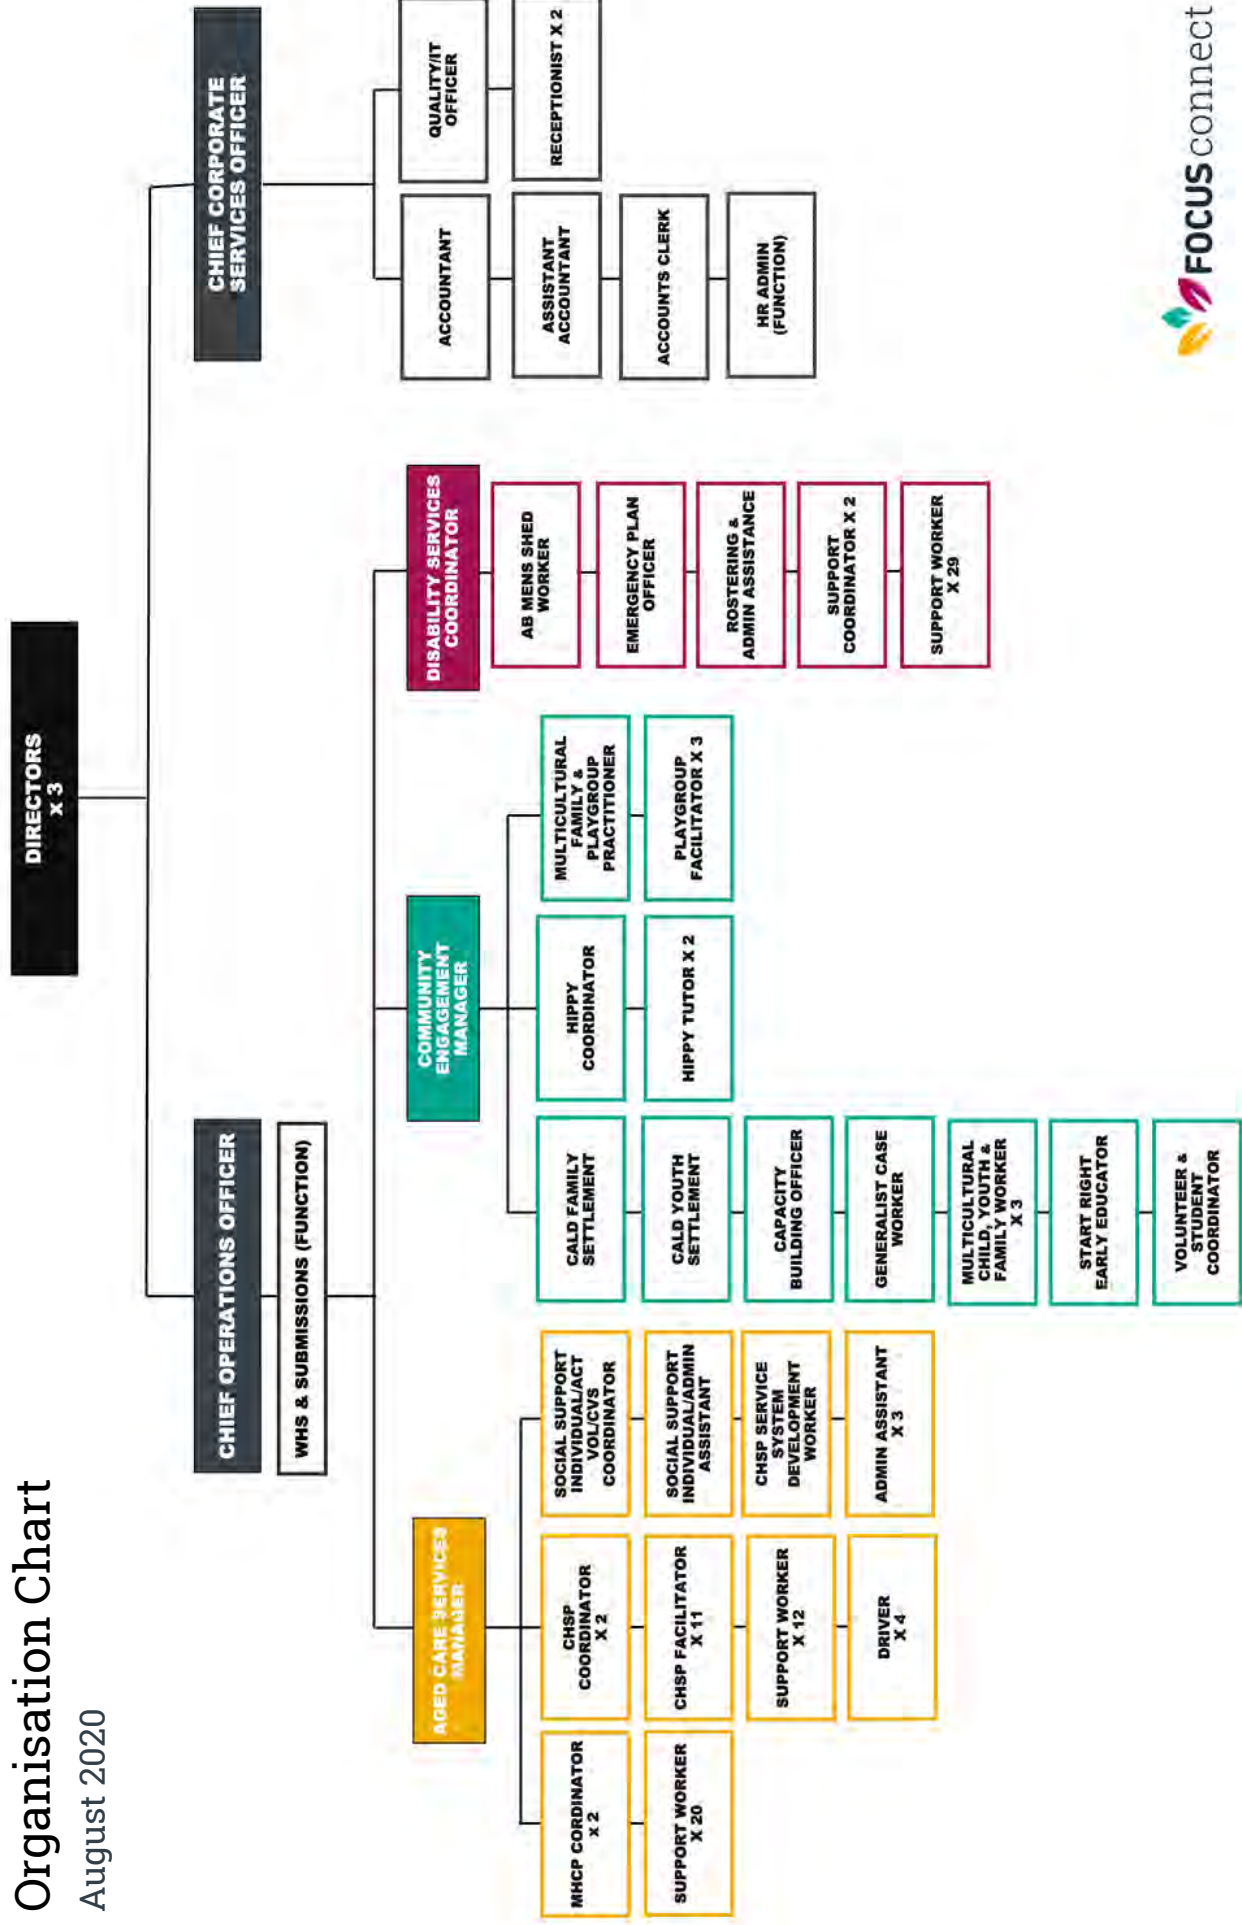 Organisation Chart
August 2020
DIRECTORS
X 3
CHIEF OPERATIONS OFFICER
WHS & SUBMISSIONS (FUNCTION)
CHIEF CORPORATE
SERVICES OFFICER
AGED CARE SERVICES
MANAGER
MHCP CORDINATOR
x 2
SUPPORT WORKER
X 20
CHSP
COORDINATOR
X 2
CHSP FACILITATOR
X 11
SUPPORT WORKER
X 12
DRIVER
X 4
SOCIAL SUPPORT
INDIVIDUAL/ACT
VOL/CVS
COORDINATOR
SOCIAL SUPPORT
INDIVIDUAL/ADMIN
ASSISTANT
CHSP SERVICE
SYSTEM
DEVELOPMENT
WORKER
ADMIN ASSISTANT
X 3
COMMUNITY
ENGAGEMENT
MANAGER
CALD FAMILY
SETTLEMENT
CALD YOUTH
SETTLEMENT
CAPACITY
BUILDING OFFICER
GENERALIST CASE
WORKER
MULTICULTURAL
CHILD, YOUTH &
FAMILY WORKER
X 3
START RIGHT
EARLY EDUCATOR
VOLUNTEER &
STUDENT
COORDINATOR
HIPPY
COORDINATOR
HIPPY TUTOR X 2
MULTICULTURAL
FAMILY &
PLAYGROUP
PRACTITIONER
PLAYGROUP
FACILITATOR X 3
DISABILITY SERVICES
COORDINATOR
AB MENS SHED
WORKER
EMERGENCY PLAN
OFFICER
ROSTERING &
ADMIN ASSISTANCE
SUPPORT
COORDINATOR X 2
SUPPORT WORKER
X 29
ACCOUNTANT
ASSISTANT
ACCOUNTANT
ACCOUNTS CLERK
HR ADMIN
(FUNCTION)
QUALITY/IT
OFFICER
RECEPTIONIST X 2
FOCUSconnect